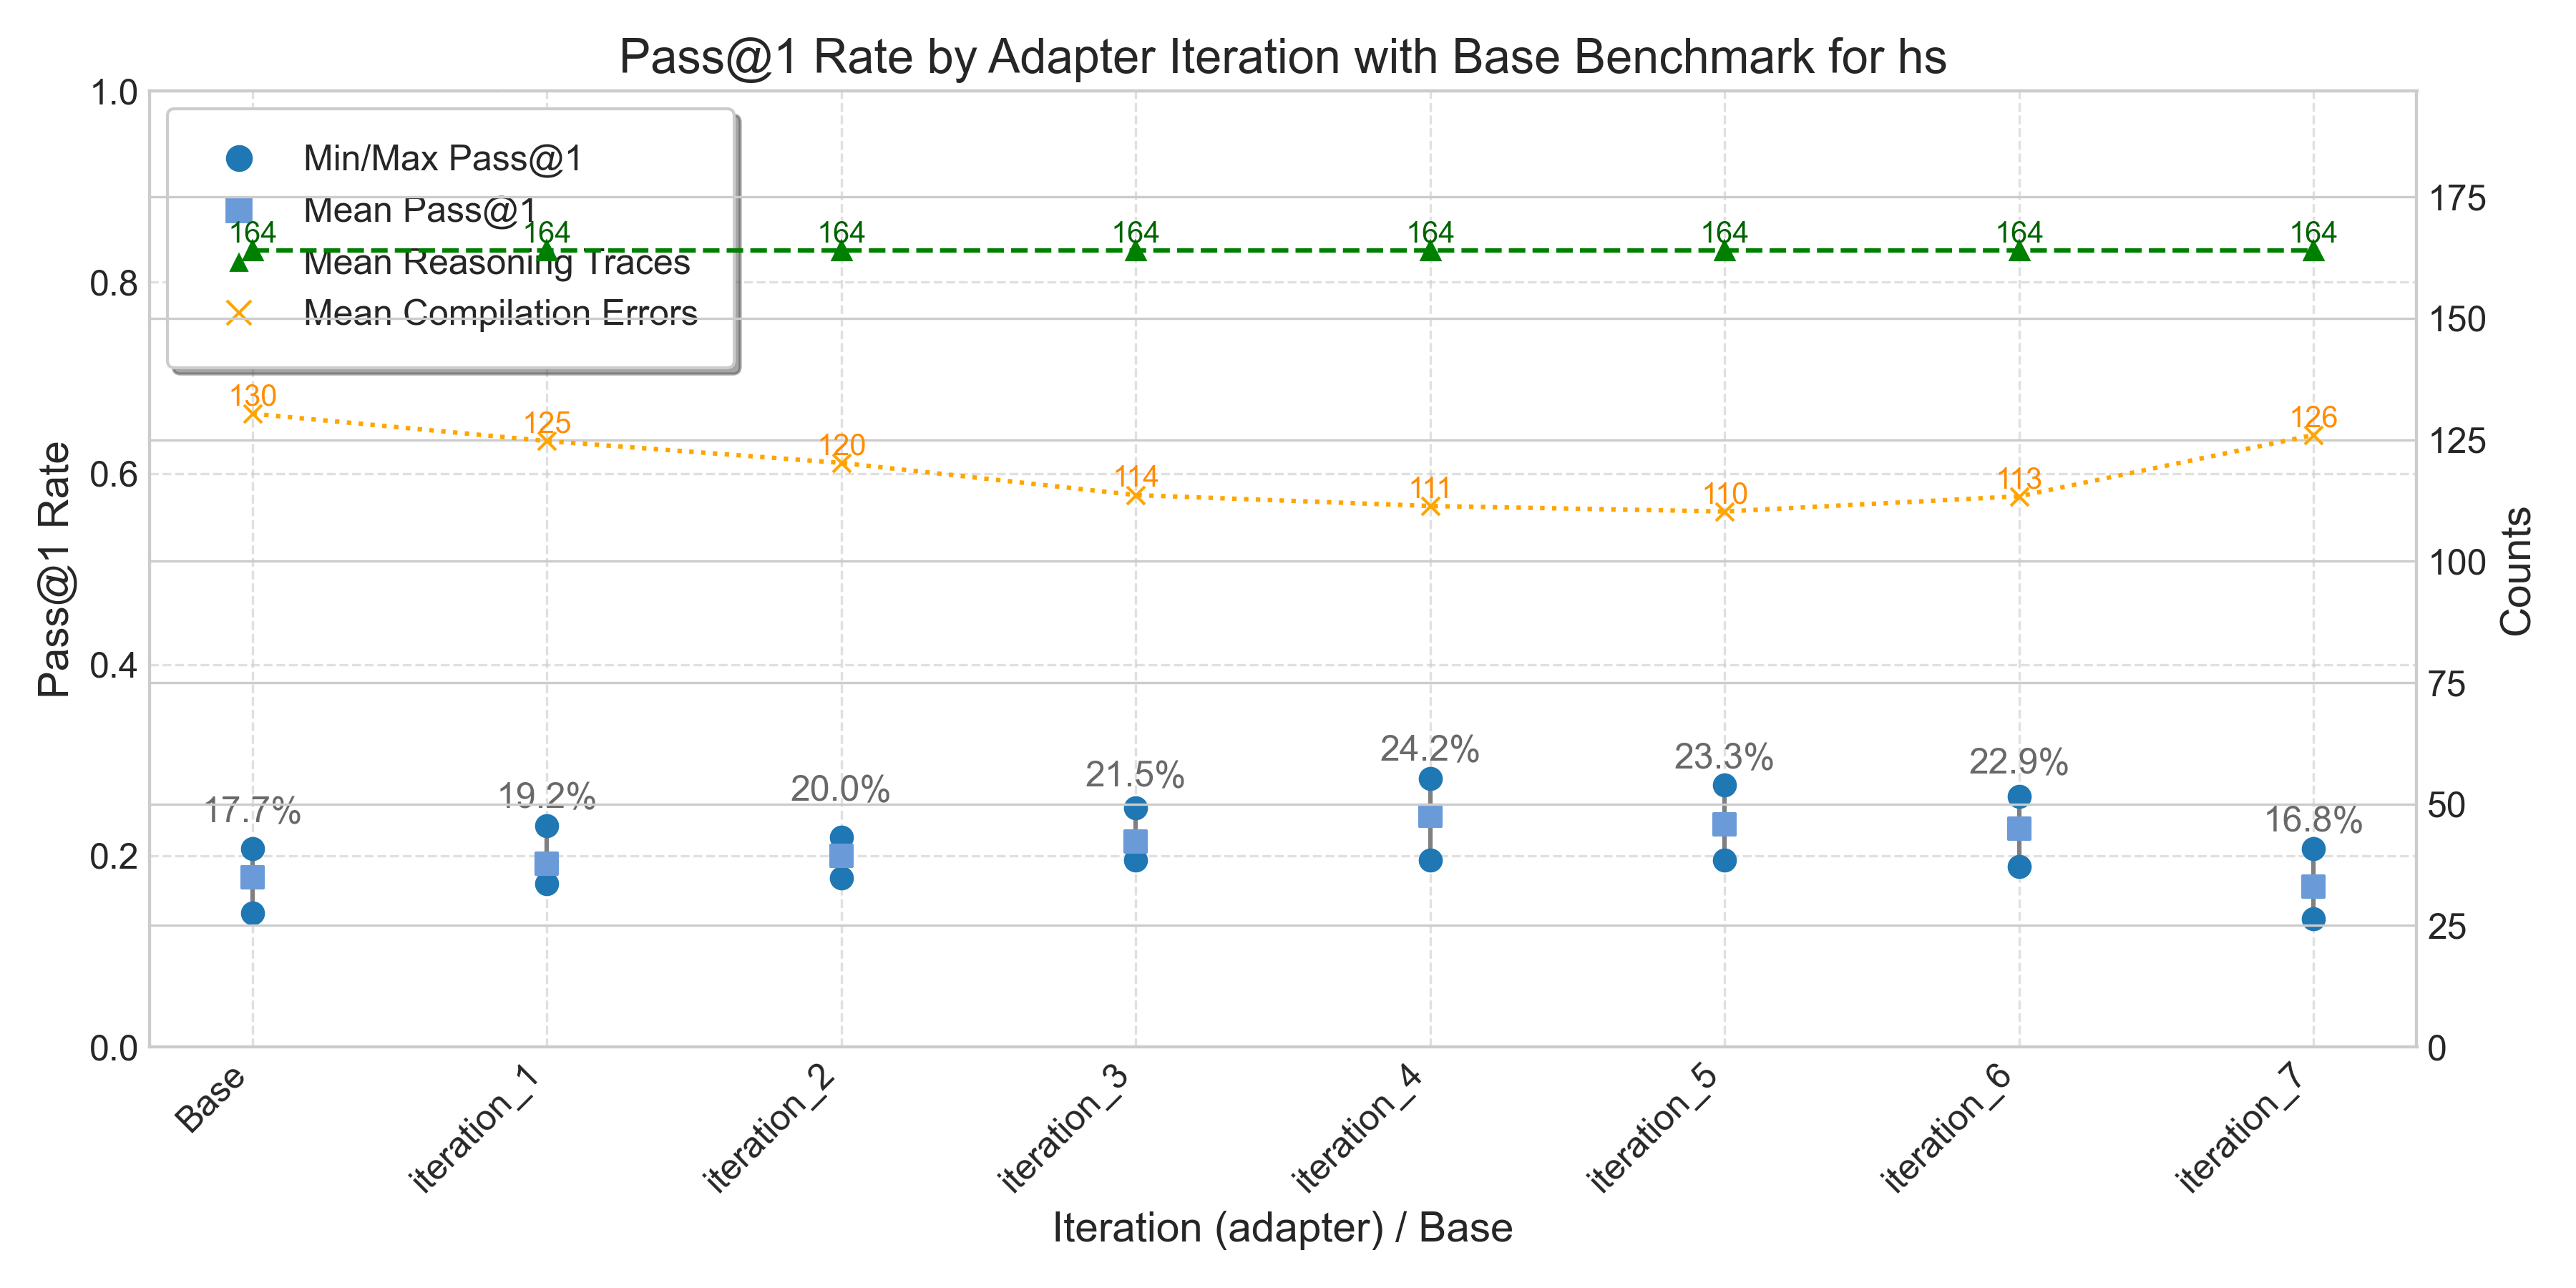 Pass@1 Rate by Adapter Iteration with Base Benchmark for hs
1.0
0.8
0.6
0.4
0.2
0.0
Pass@1 Rate
Min/Max Pass@1
Mean Pass@1
Mean Reasoning Traces
Mean Compilation Errors
164 164 164 164 164 164 164 164
130 125 120 114 111 110 113 126
17.7% 19.2% 20.0% 21.5% 24.2% 23.3% 22.9% 16.8%
175
150
125
100
75
50
25
0
Counts
Base iteration_1 iteration_2 iteration_3 iteration_4 iteration_5 iteration_6 iteration_7
Iteration (adapter) / Base